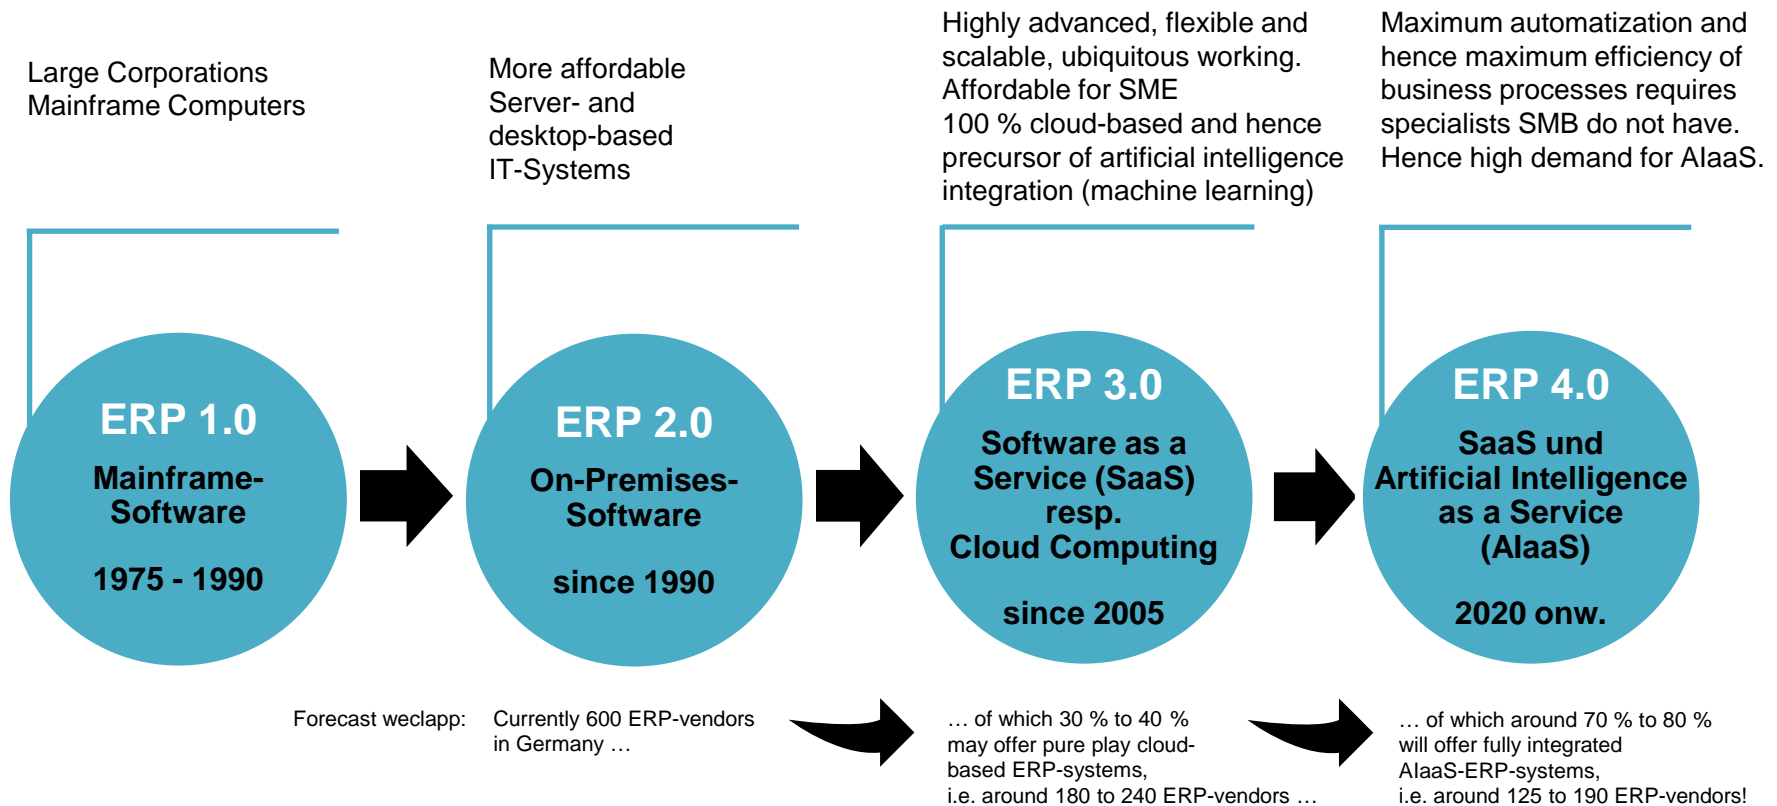 Large Corporations
Mainframe Computers
More affordable
Server- and
desktop-based
IT-Systems
Highly advanced, flexible and
scalable, ubiquitous working.
Affordable for SME
100 % cloud-based and hence
precursor of artificial intelligence
integration (machine learning)
Maximum automatization and
hence maximum efficiency of
business processes requires
specialists SMB do not have.
Hence high demand for AIaaS.
ERP 1.0
Mainframe-
Software
1975 - 1990
ERP 2.0
On-Premises-
Software
since 1990
ERP 3.0
Software as a
Service (SaaS)
resp.
Cloud Computing
since 2005
ERP 4.0
SaaS und
Artificial Intelligence
as a Service
(AIaaS)
2020 onw.
Forecast weclapp:
Currently 600 ERP-vendors
in Germany …
… of which 30 % to 40 %
may offer pure play cloud-
based ERP-systems,
i.e. around 180 to 240 ERP-vendors …
… of which around 70 % to 80 %
will offer fully integrated
AIaaS-ERP-systems,
i.e. around 125 to 190 ERP-vendors!